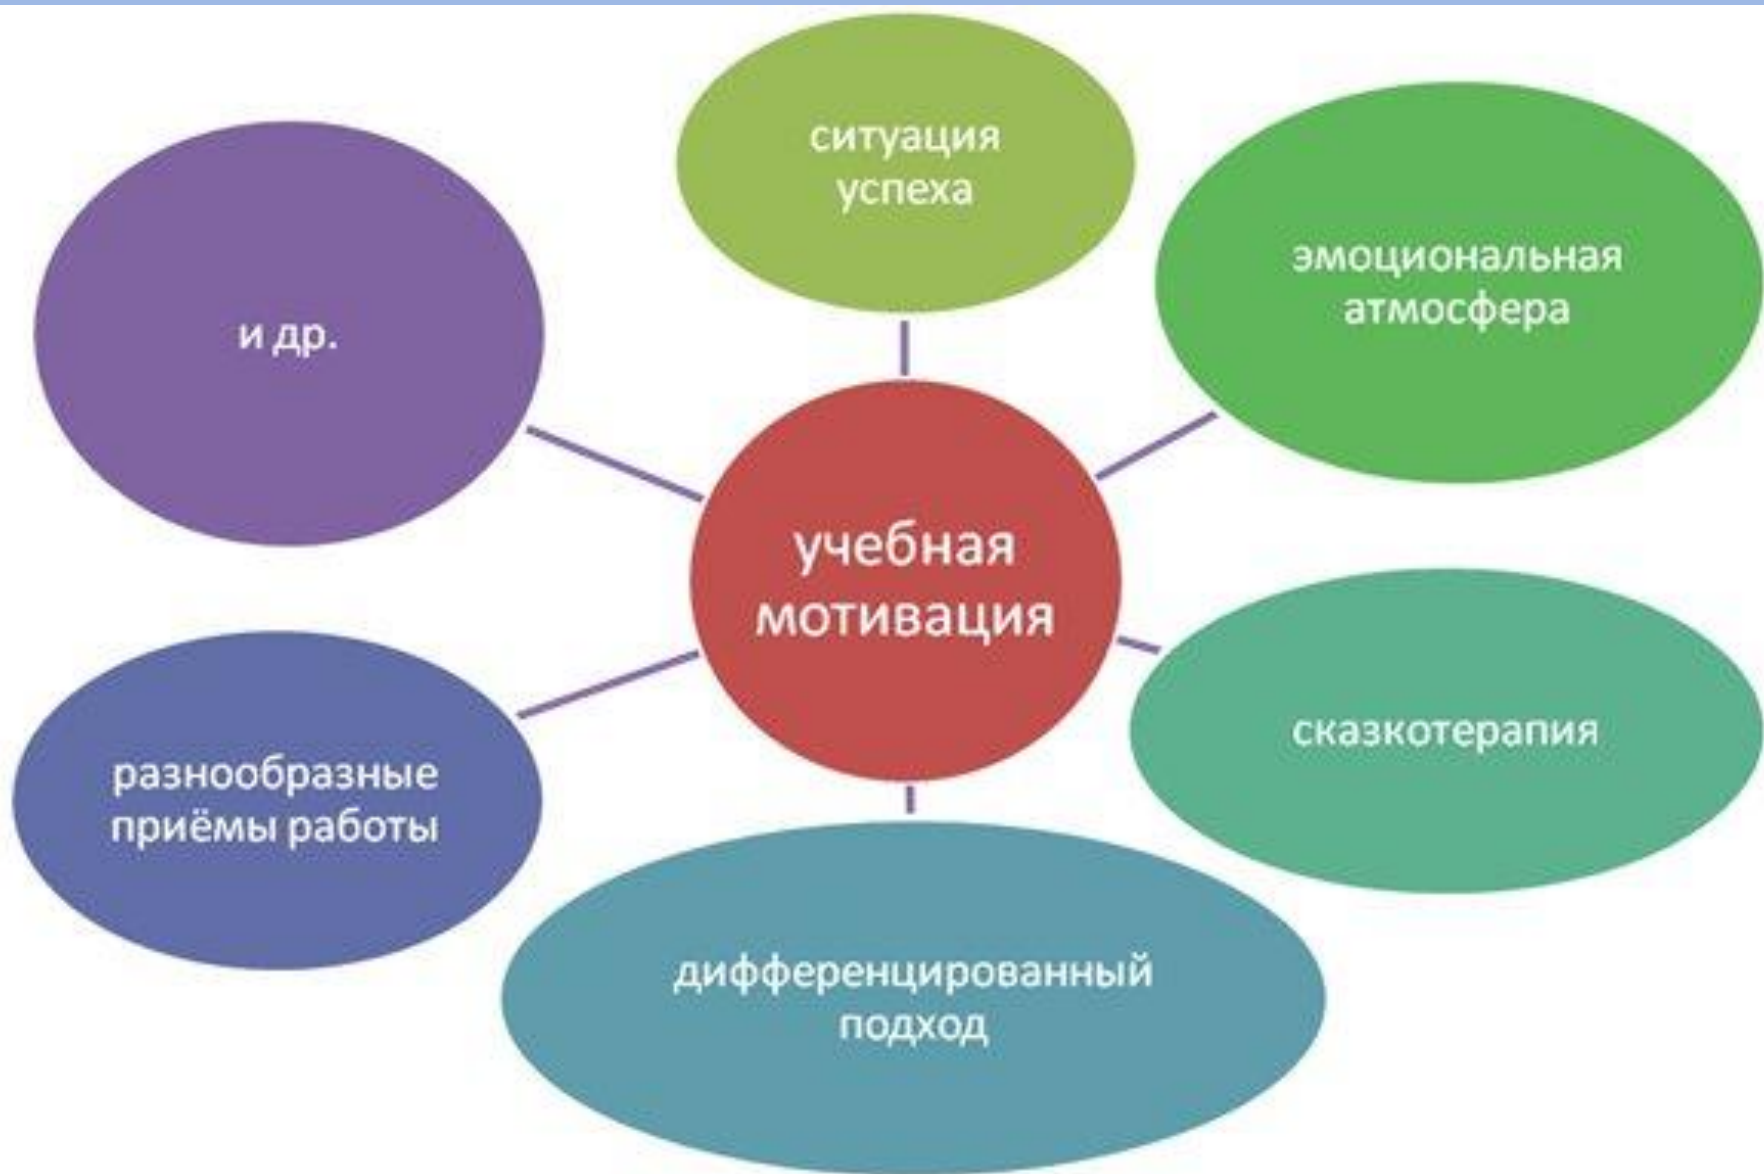 ситуация
успеха
эмоциональная
атмосфера
и др.
учебная
мотивация
сказкотерапия
разнообразные
приёмы работы
дифференцированный
подход